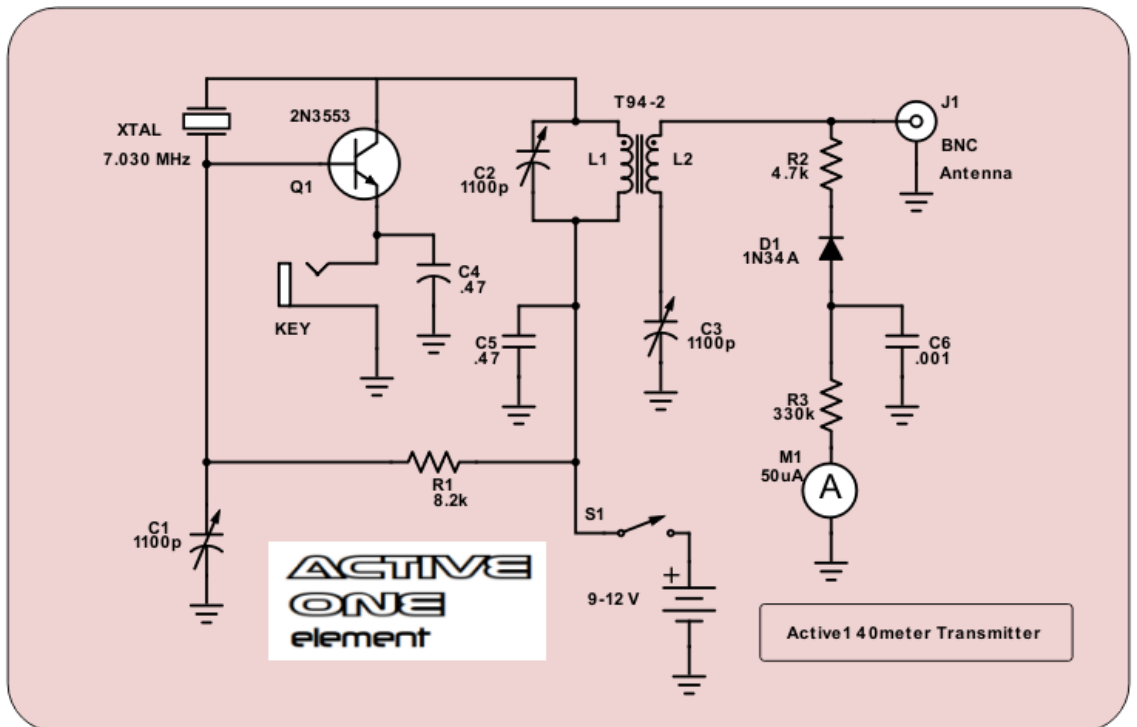 XTAL
7.030 MHz
2N3553
Q1
KEY
C4
.47
C2
1100p
T94-2
L1
L2
C5
.47
C3
1100p
J1
BNC
Antenna
R2
4.7k
D1
1N34A
C6
.001
R3
330k
M1
50uA
A
R1
8.2k
C1
1100p
S1
+
9-12 V
ACTIVE
ONE
element
Active1 40meter Transmitter